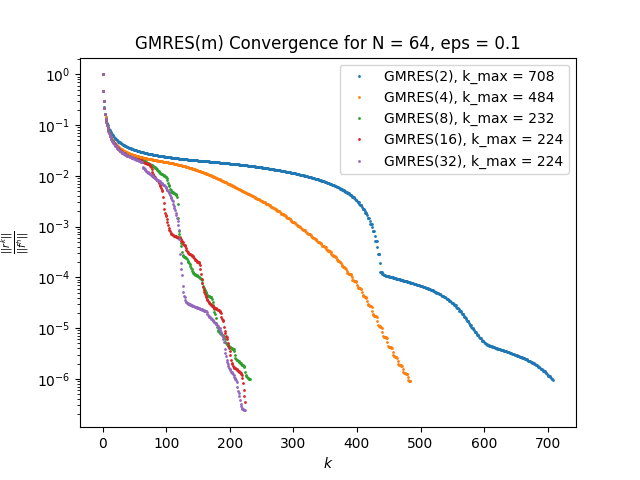 GMRES(m) Convergence for N = 64, eps = 0.1
GMRES(2), k_max = 708
GMRES(4), k_max = 484
GMRES(8), k_max = 232
GMRES(16), k_max = 224
GMRES(32), k_max = 224
10⁰
10⁻¹
10⁻²
10⁻³
10⁻⁴
10⁻⁵
10⁻⁶
0 100 200 300 400 500 600 700
k